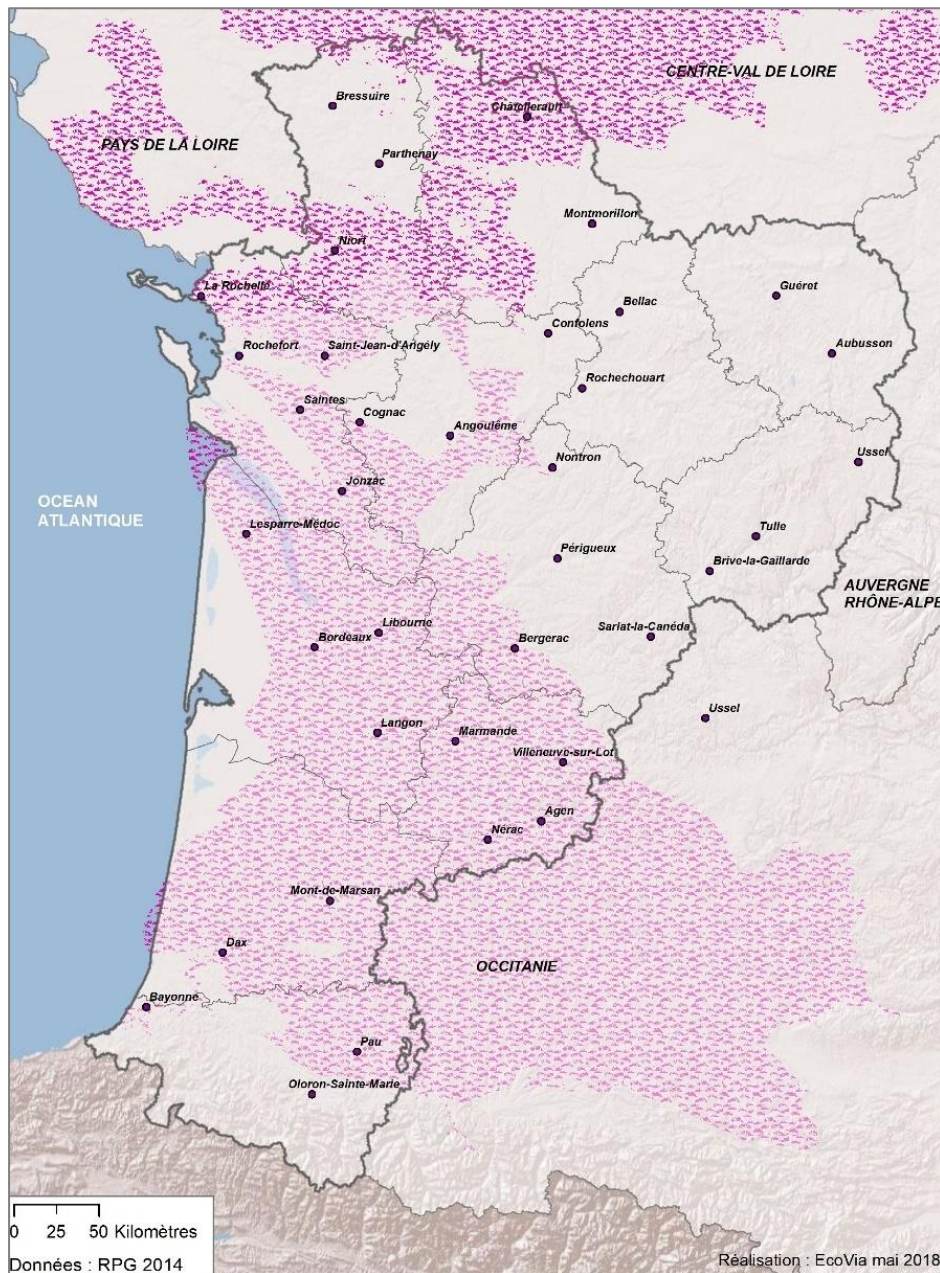 CENTRE-VAL DE LOIRE
Bressuire
Châtellerault
PAYS DE LA LOIRE
Parthenay
Montmorillon
Niort
La Rochelle
Guéret
Bellac
Confolens
Rochefort
Saint-Jean-d'Angély
Aubusson
Rochechouart
Saintes
Cognac
Angoulême
Ussel
Nontron
Jonzac
OCEAN
ATLANTIQUE
Lesparre-Médoc
Tulle
Périgueux
Brive-la-Gaillarde
AUVERGNE
RHÔNE-ALPE
Libourne
Sarlat-la-Canéda
Bordeaux
Bergerac
Ussel
Langon
Marmande
Villeneuve-sur-Lot
Agen
Nérac
Mont-de-Marsan
Dax
OCCITANIE
Bayonne
Pau
Oloron-Sainte-Marie
0 25 50 Kilomètres
Données : RPG 2014
Réalisation : EcoVia mai 2018